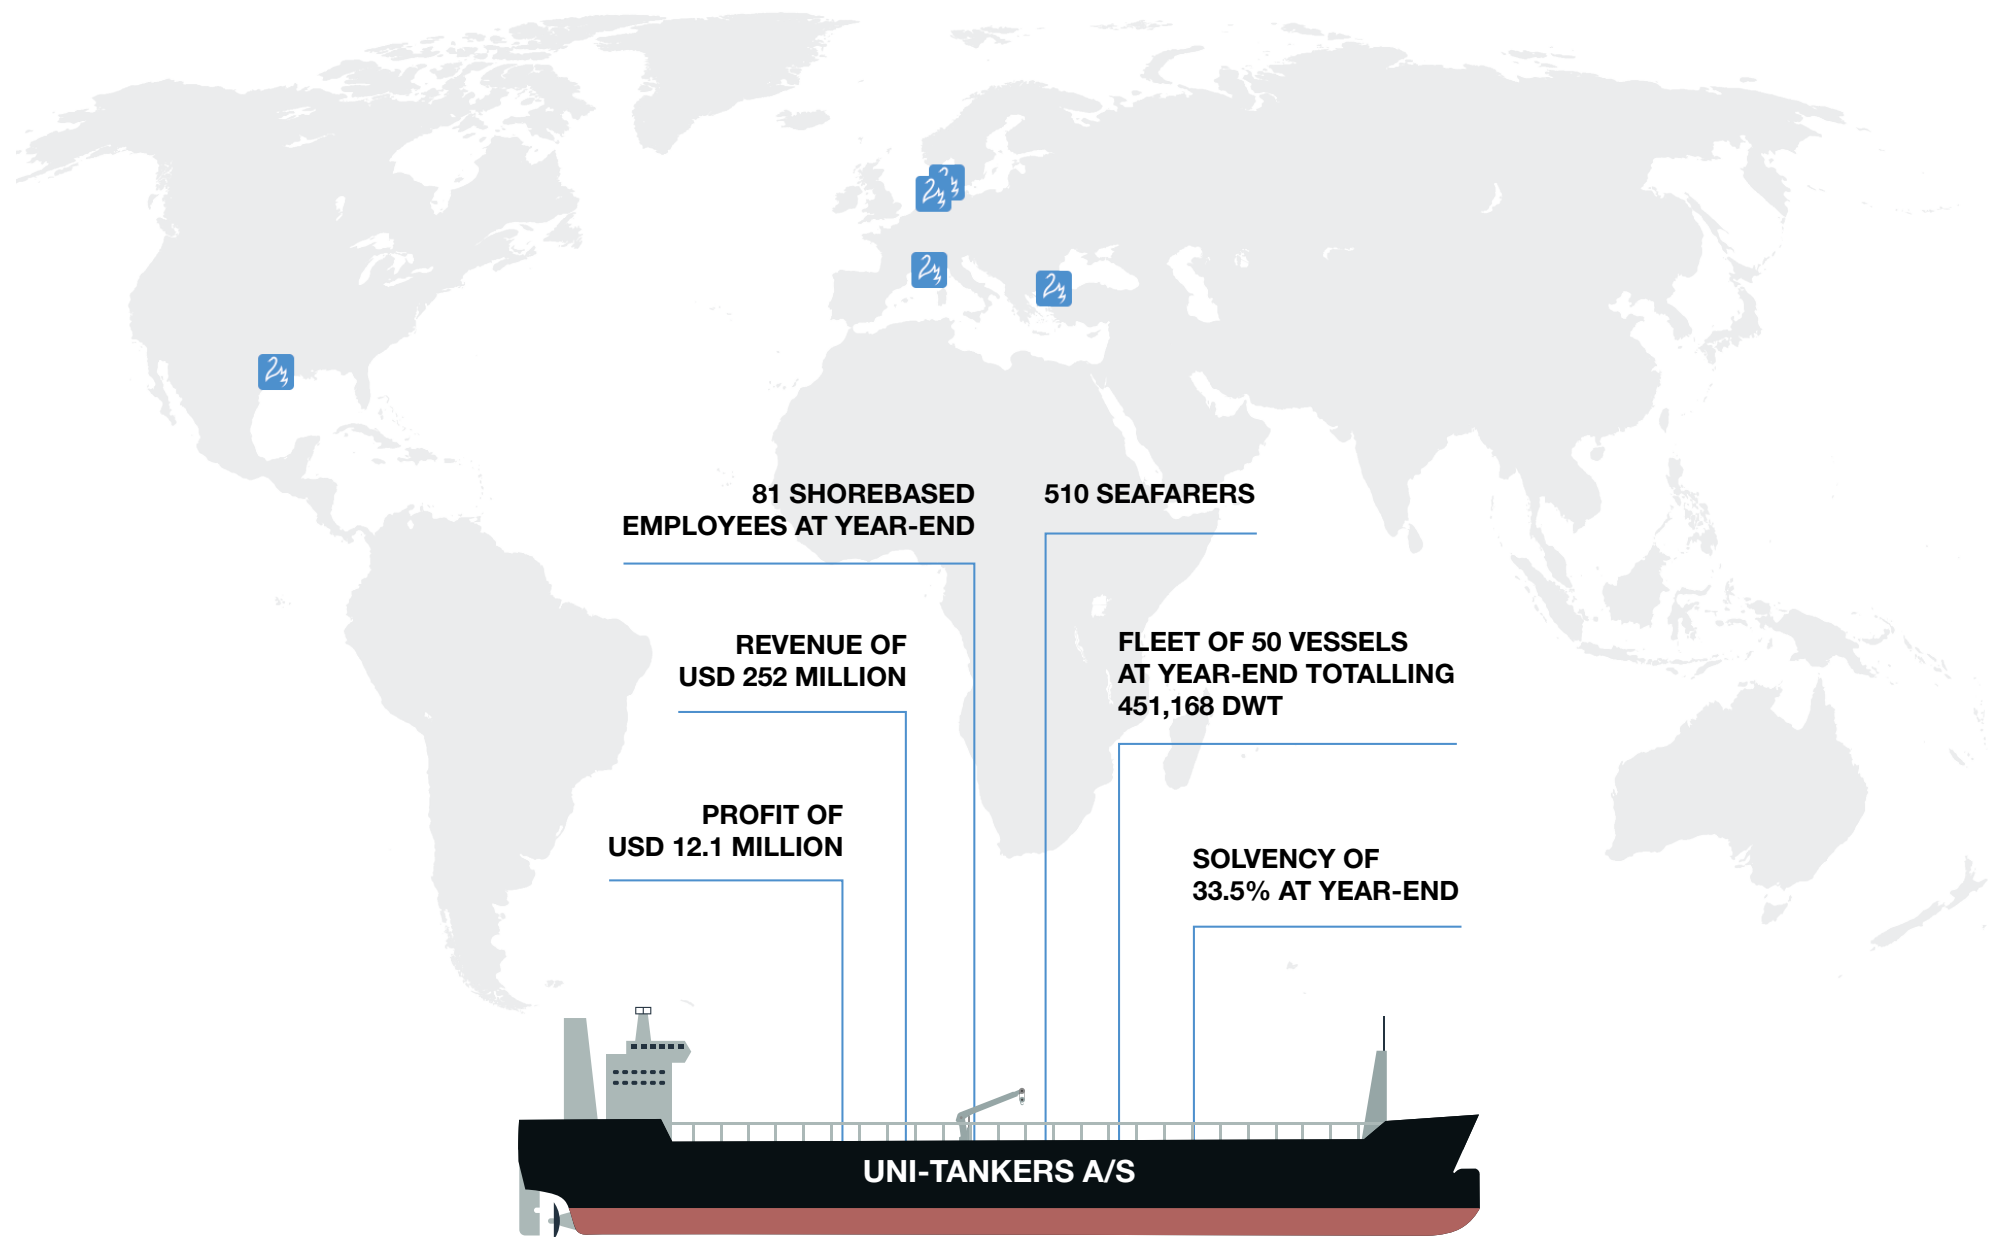 81 SHOREBASED
EMPLOYEES AT YEAR-END
510 SEAFARERS
REVENUE OF
USD 252 MILLION
FLEET OF 50 VESSELS
AT YEAR-END TOTALLING
451,168 DWT
PROFIT OF
USD 12.1 MILLION
SOLVENCY OF
33.5% AT YEAR-END
UNI-TANKERS A/S